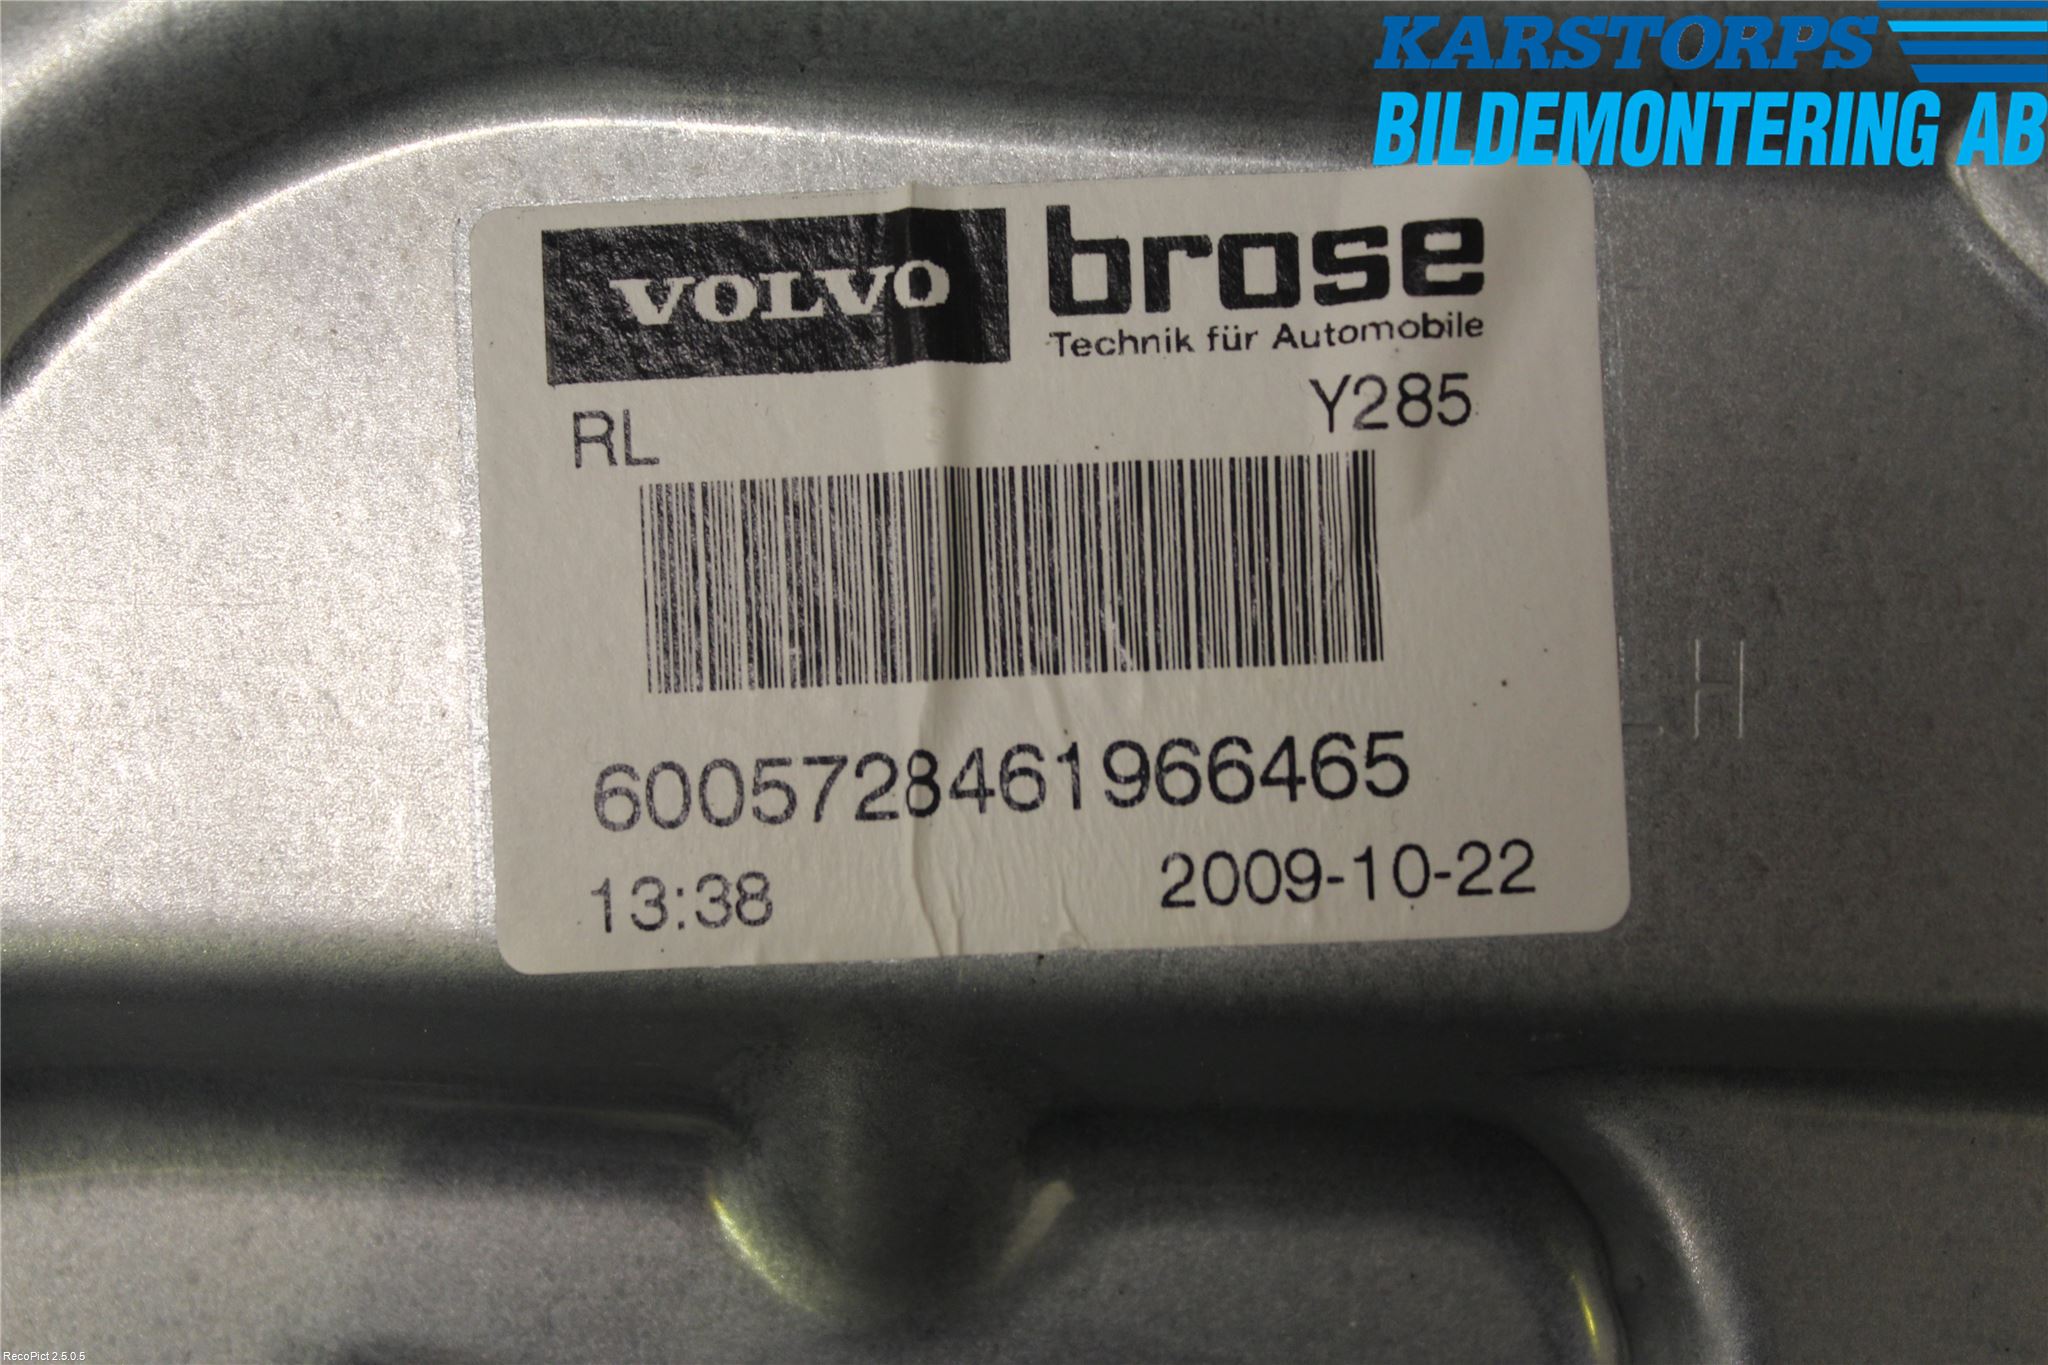 KARSTORPS
BILDEMONTERING AB
VOLVO
brose
Technik für Automobile
RL
Y285
6005728461966465
13:38
2009-10-22
LH
RecoPict 2.5.0.5